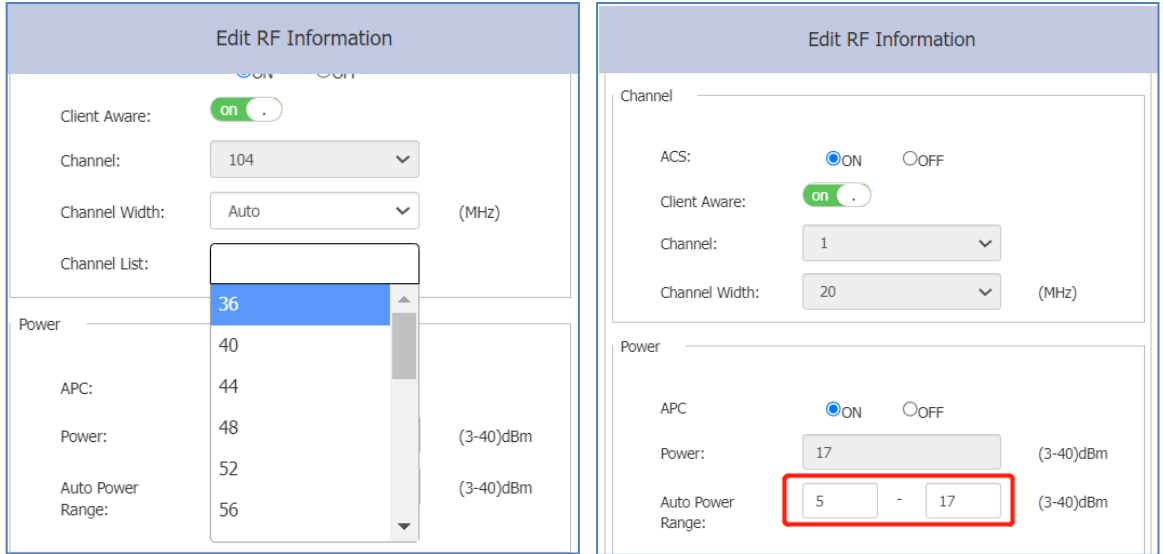 Edit RF Information
ON OFF
Client Aware: on .
Channel: 104
Channel Width: Auto (MHz)
Channel List:
36
40
44
48
52
56
Power
APC:
Power: (3-40)dBm
Auto Power Range: (3-40)dBm
Edit RF Information
Channel
ACS: ON OFF
Client Aware: on .
Channel: 1
Channel Width: 20 (MHz)
Power
APC ON OFF
Power: 17 (3-40)dBm
Auto Power Range: 5 - 17 (3-40)dBm